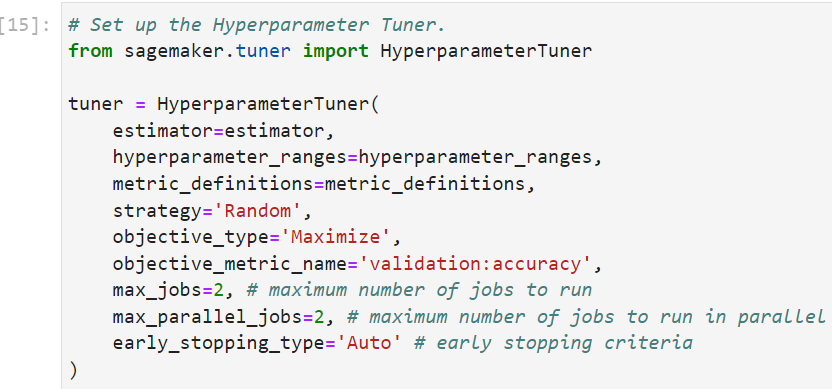 [15]: # Set up the Hyperparameter Tuner.
from sagemaker.tuner import HyperparameterTuner
tuner = HyperparameterTuner(
estimator=estimator,
hyperparameter_ranges=hyperparameter_ranges,
metric_definitions=metric_definitions,
strategy='Random',
objective_type='Maximize',
objective_metric_name='validation:accuracy',
max_jobs=2, # maximum number of jobs to run
max_parallel_jobs=2, # maximum number of jobs to run in parallel
early_stopping_type='Auto' # early stopping criteria
)